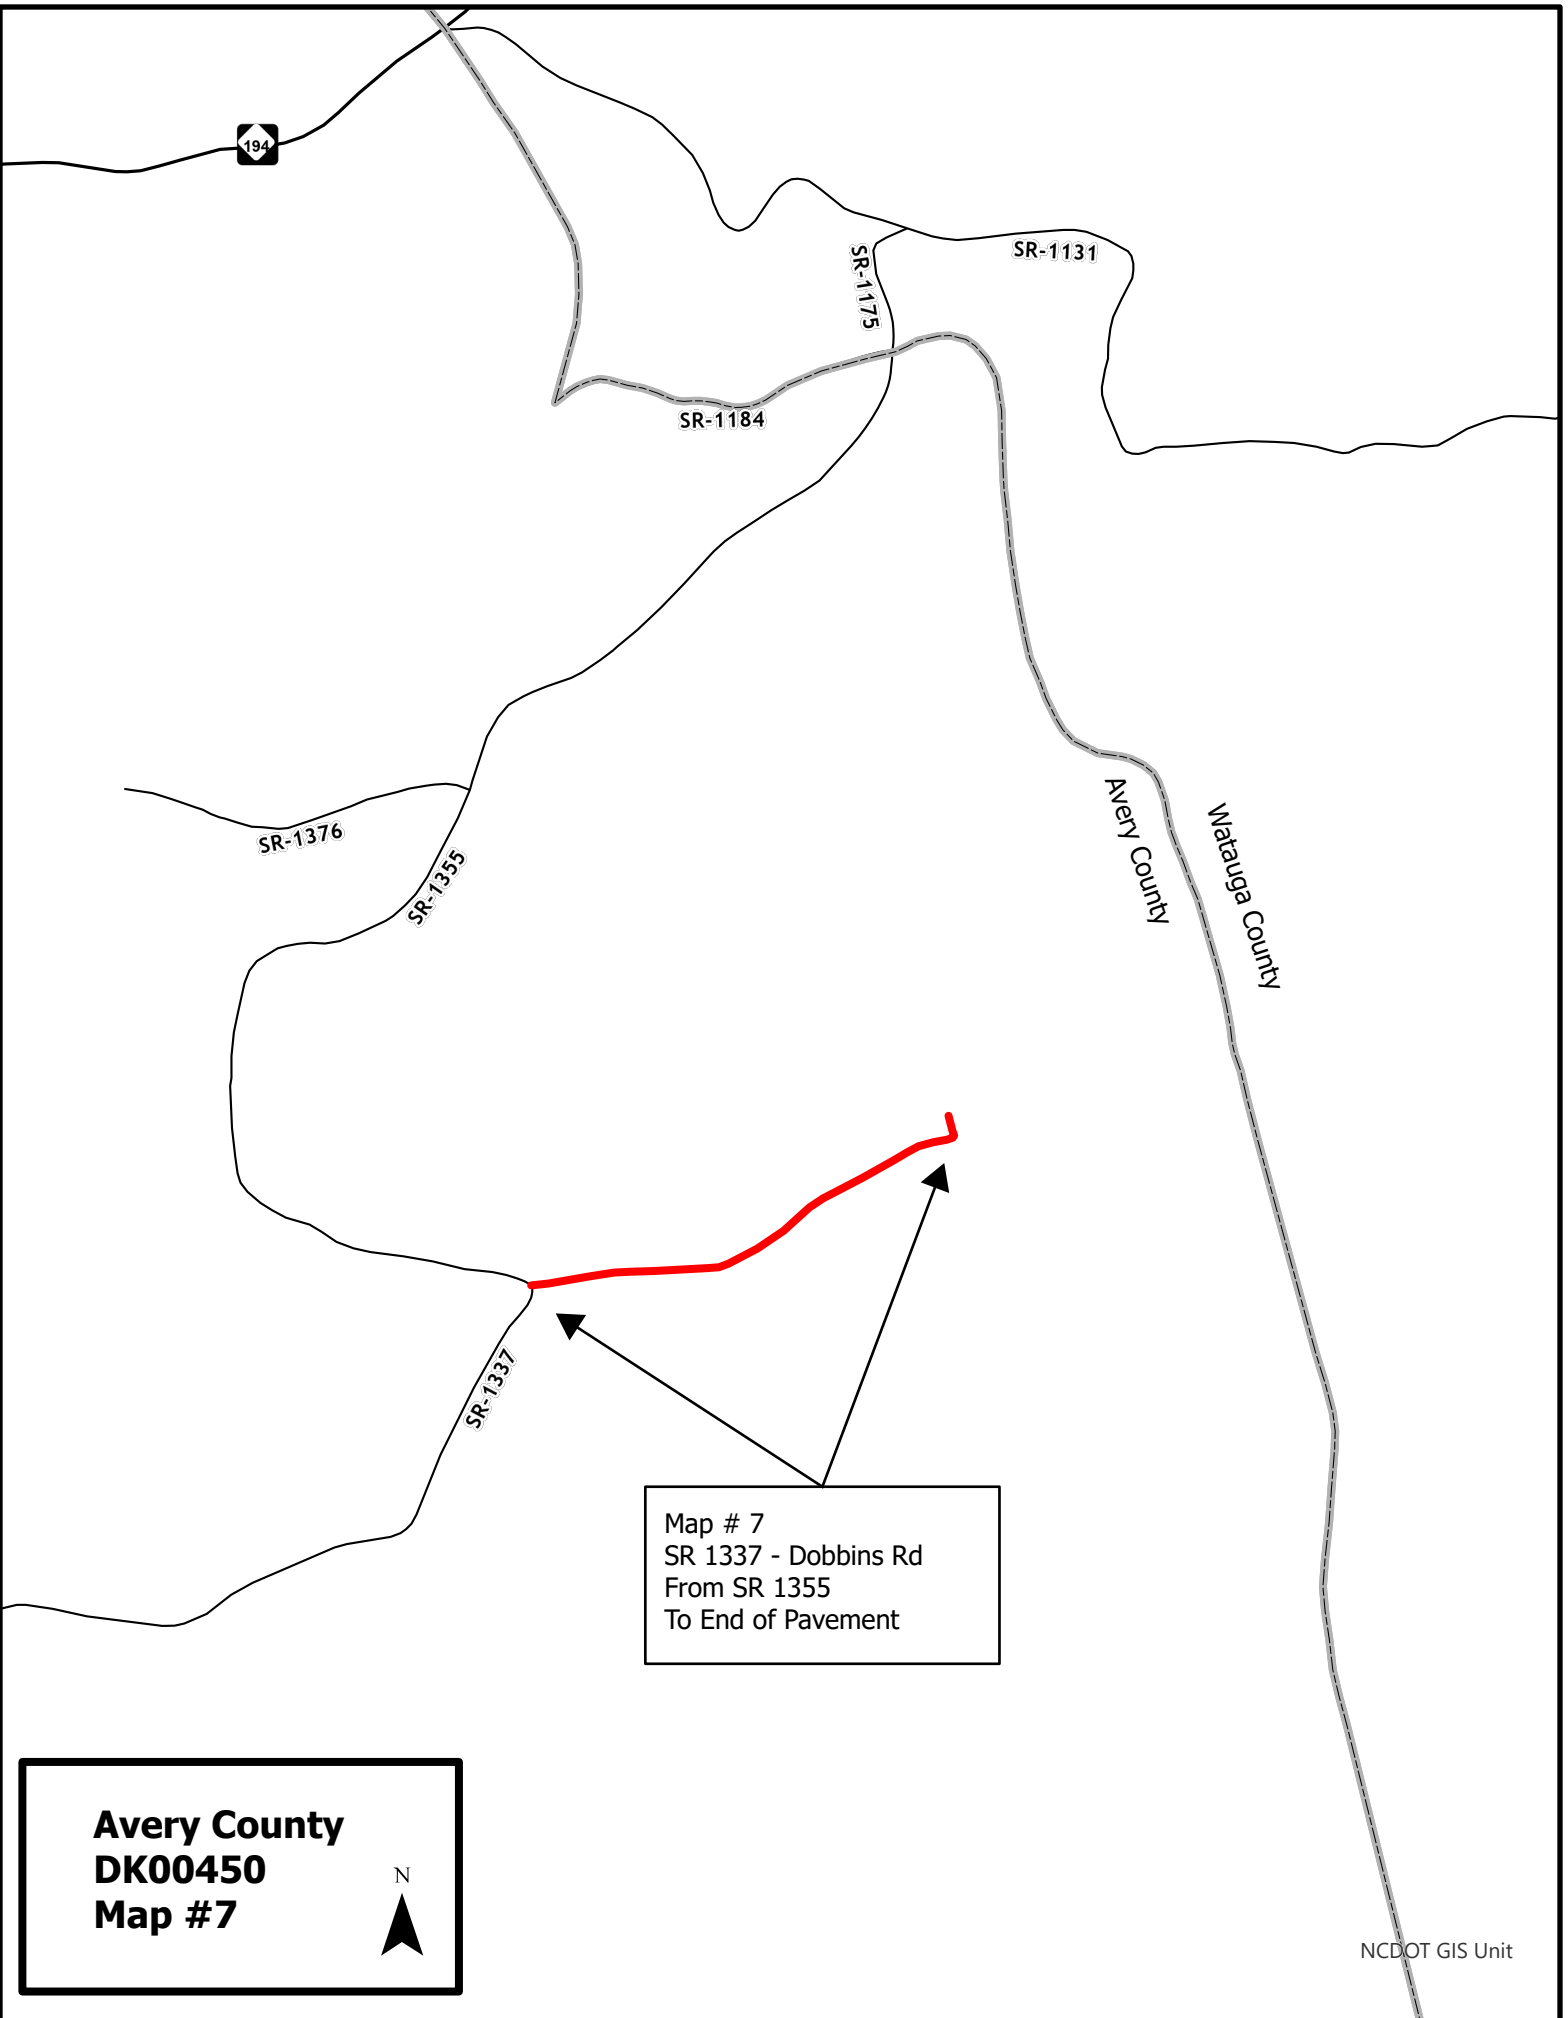 194
SR-1175
SR-1131
SR-1184
SR-1376
SR-1355
Avery County
Watauga County
SR-1337
Map # 7
SR 1337 - Dobbins Rd
From SR 1355
To End of Pavement
Avery County
DK00450
Map #7
N
NCDOT GIS Unit